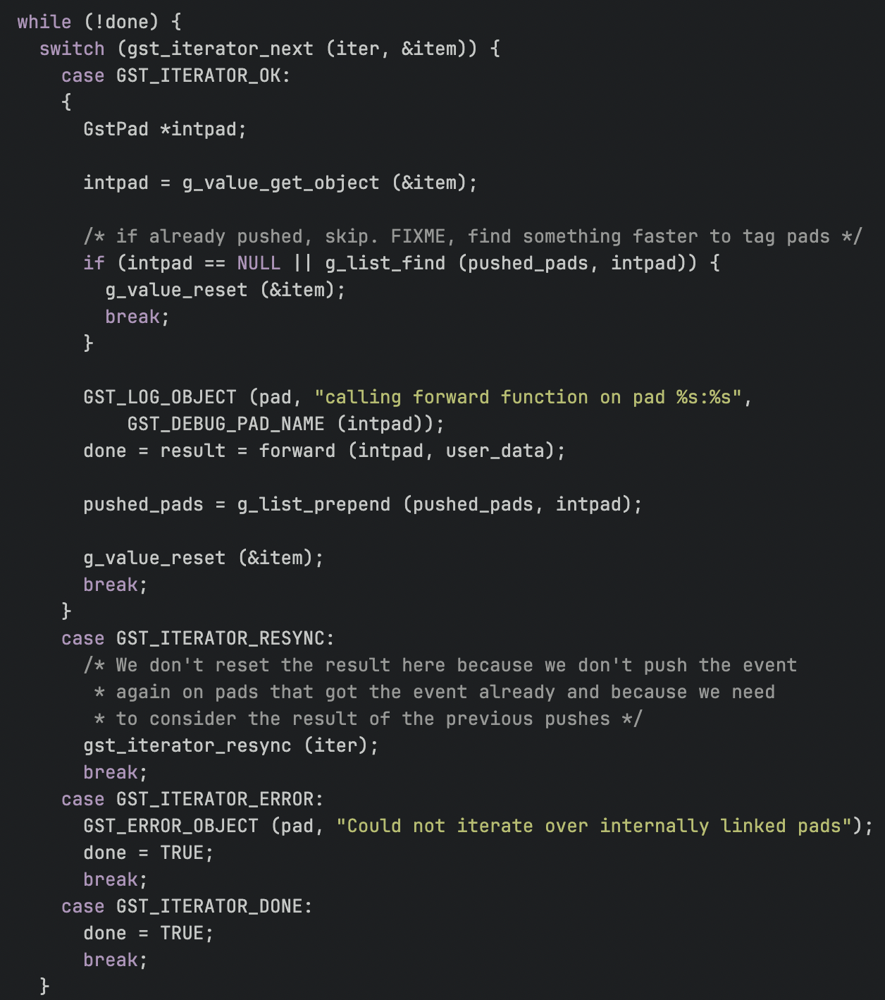 while (!done) {
  switch (gst_iterator_next (iter, &item)) {
    case GST_ITERATOR_OK:
    {
      GstPad *intpad;

      intpad = g_value_get_object (&item);

      /* if already pushed, skip. FIXME, find something faster to tag pads */
      if (intpad == NULL || g_list_find (pushed_pads, intpad)) {
        g_value_reset (&item);
        break;
      }

      GST_LOG_OBJECT (pad, "calling forward function on pad %s:%s",
          GST_DEBUG_PAD_NAME (intpad));
      done = result = forward (intpad, user_data);

      pushed_pads = g_list_prepend (pushed_pads, intpad);

      g_value_reset (&item);
      break;
    }
    case GST_ITERATOR_RESYNC:
      /* We don't reset the result here because we don't push the event
       * again on pads that got the event already and because we need
       * to consider the result of the previous pushes */
      gst_iterator_resync (iter);
      break;
    case GST_ITERATOR_ERROR:
      GST_ERROR_OBJECT (pad, "Could not iterate over internally linked pads");
      done = TRUE;
      break;
    case GST_ITERATOR_DONE:
      done = TRUE;
      break;
  }